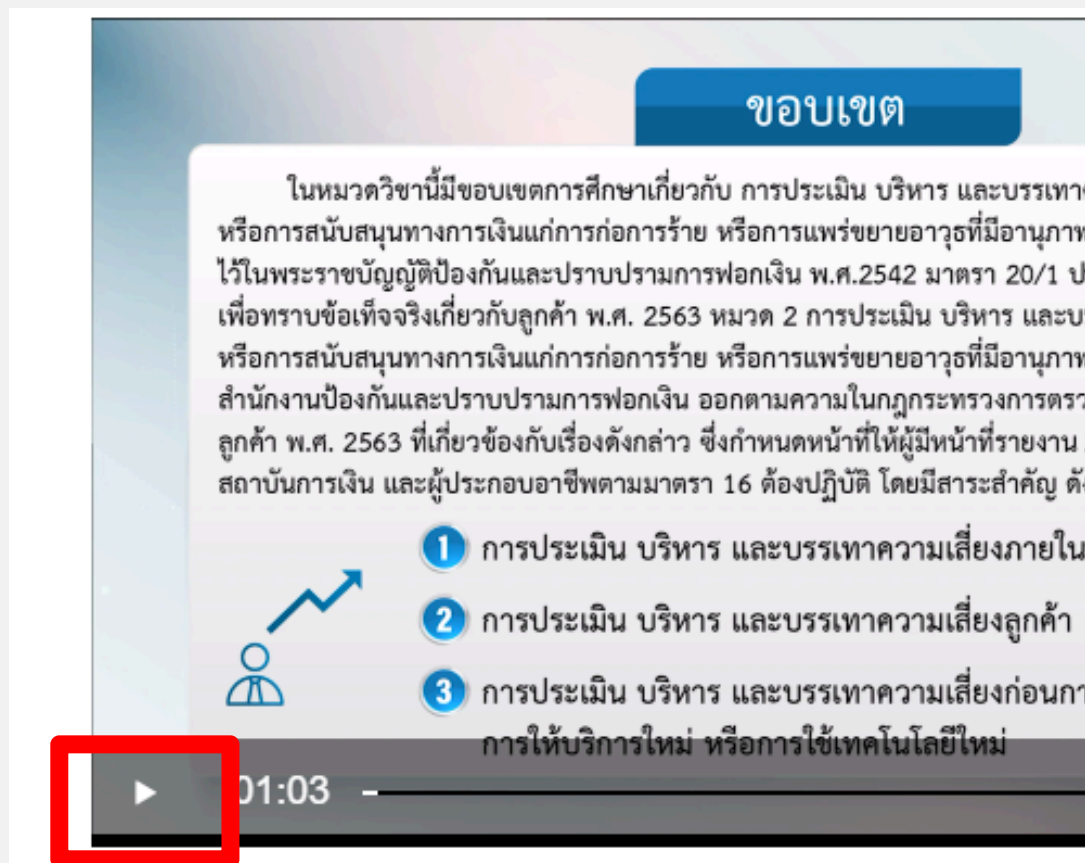 ขอบเขต
ในหมวดวิชานี้มีขอบเขตการศึกษาเกี่ยวกับ การประเมิน บริหาร และบรรเทา
หรือการสนับสนุนทางการเงินแก่การก่อการร้าย หรือการแพร่ขยายอาวุธที่มีอานุภาพ
ไว้ในพระราชบัญญัติป้องกันและปราบปรามการฟอกเงิน พ.ศ.2542 มาตรา 20/1
เพื่อทราบข้อเท็จจริงเกี่ยวกับลูกค้า พ.ศ. 2563 หมวด 2 การประเมิน บริหาร
หรือการสนับสนุนทางการเงินแก่การก่อการร้าย หรือการแพร่ขยายอาวุธที่มีอานุภาพ
สำนักงานป้องกันและปราบปรามการฟอกเงิน ออกตามความในกฎกระทรวงการตรว
ลูกค้า พ.ศ. 2563 ที่เกี่ยวข้องกับเรื่องดังกล่าว ซึ่งกำหนดหน้าที่ให้ผู้มีหน้าที่รายงาน
สถาบันการเงิน และผู้ประกอบอาชีพตามมาตรา 16 ต้องปฏิบัติ โดยมีสาระสำคัญ ดัง
1 การประเมิน บริหาร และบรรเทาความเสี่ยงภายใน
2 การประเมิน บริหาร และบรรเทาความเสี่ยงลูกค้า
3 การประเมิน บริหาร และบรรเทาความเสี่ยงก่อนกา
การให้บริการใหม่ หรือการใช้เทคโนโลยีใหม่
01:03